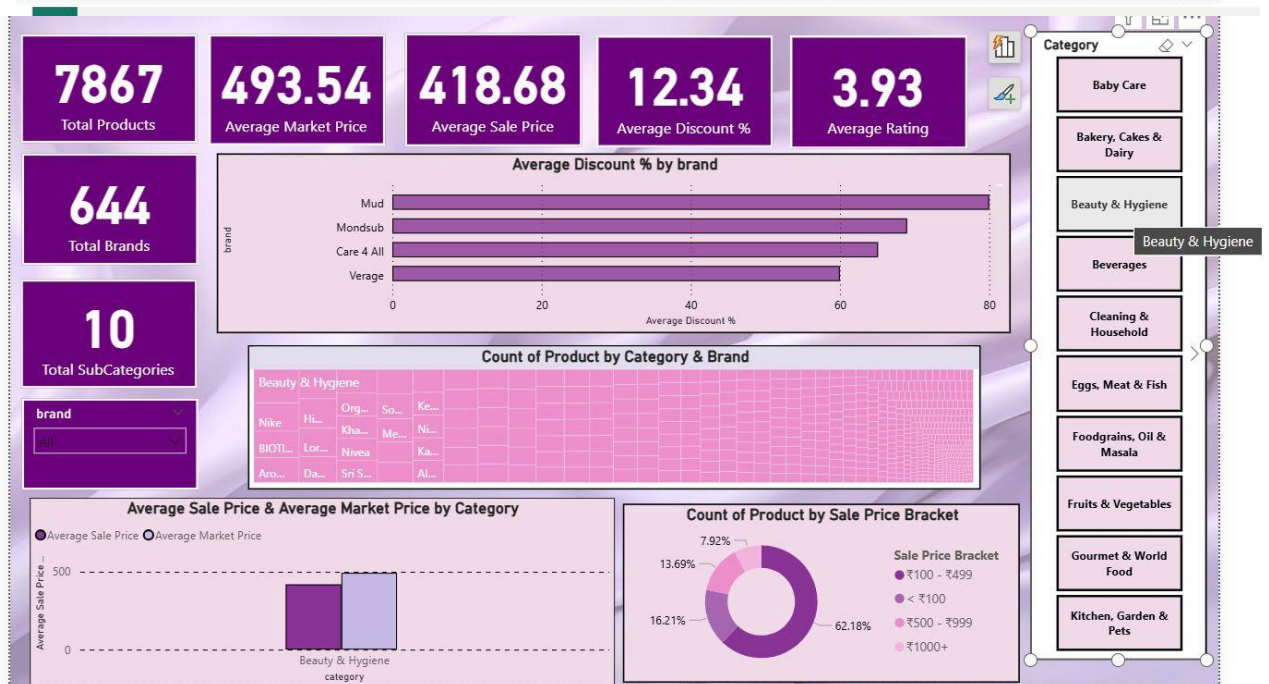 7867
Total Products
493.54
Average Market Price
418.68
Average Sale Price
12.34
Average Discount %
3.93
Average Rating
644
Total Brands
10
Total SubCategories
brand
All
Average Discount % by brand
brand
Mud
Mondsub
Care 4 All
Verage
0
20
40
60
80
Average Discount %
Count of Product by Category & Brand
Beauty & Hygiene
Nike
BIOTI...
Aro...
Hi...
Lor...
Da...
Org...
Kha...
Nivea
Sri S...
So...
Me...
Ke...
Ni...
Ka...
Al...
Average Sale Price & Average Market Price by Category
Average Sale Price
Average Market Price
Average Sale Price...
500
0
Beauty & Hygiene
category
Count of Product by Sale Price Bracket
7.92%
13.69%
16.21%
62.18%
Sale Price Bracket
₹100 - ₹499
< ₹100
₹500 - ₹999
₹1000+
Category
Baby Care
Bakery, Cakes &
Dairy
Beauty & Hygiene
Beauty & Hygiene
Beverages
Cleaning &
Household
Eggs, Meat & Fish
Foodgrains, Oil &
Masala
Fruits & Vegetables
Gourmet & World
Food
Kitchen, Garden &
Pets